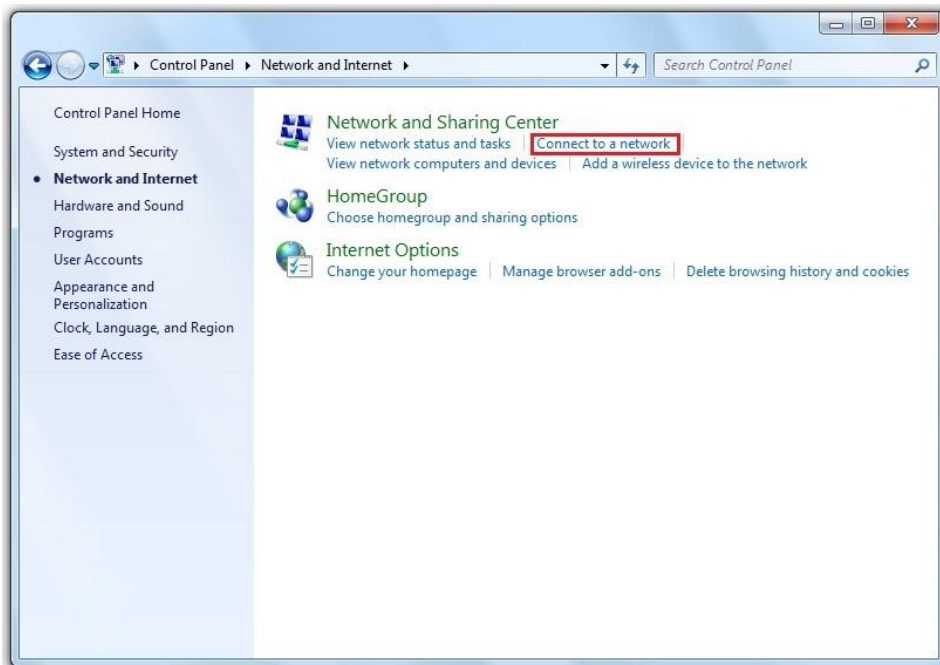 Control Panel Network and Internet Search Control Panel
Control Panel Home
System and Security
Network and Internet
Hardware and Sound
Programs
User Accounts
Appearance and
Personalization
Clock, Language, and Region
Ease of Access
Network and Sharing Center
View network status and tasks Connect to a network
View network computers and devices Add a wireless device to the network
HomeGroup
Choose homegroup and sharing options
Internet Options
Change your homepage Manage browser add-ons Delete browsing history and cookies